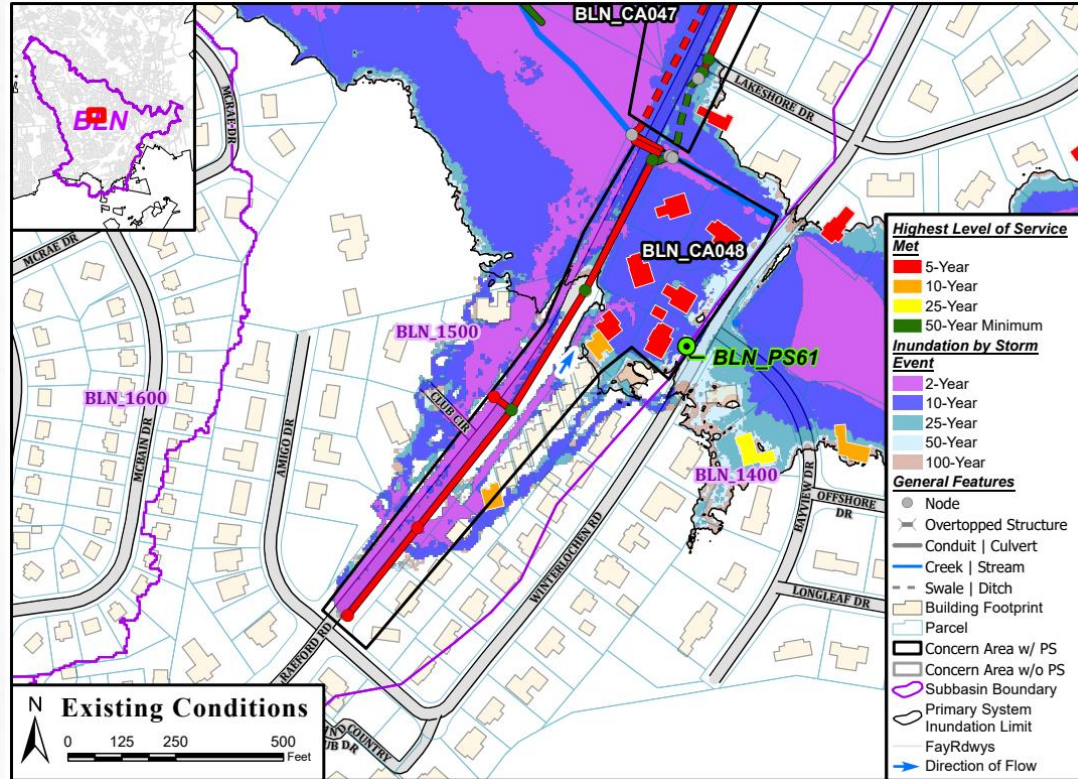 BLN
BLN_CA047
LAKESHORE DR
MCRAE DR
MCRAE DR
BLN_CA048
BLN_1500
BLN_PS61
BLN_1600
CLUB CIR
MCBAIN DR
AMIGO DR
BLN_1400
WINTERLOCHEN RD
BAYVIEW DR
OFFSHORE
DR
LONGLEAF DR
RAEFORD RD
COUNTRY
UB DR
Highest Level of Service
Met
5-Year
10-Year
25-Year
50-Year Minimum
Inundation by Storm
Event
2-Year
10-Year
25-Year
50-Year
100-Year
General Features
Node
Overtopped Structure
Conduit | Culvert
Creek | Stream
Swale | Ditch
Building Footprint
Parcel
Concern Area w/ PS
Concern Area w/o PS
Subbasin Boundary
Primary System
Inundation Limit
FayRdwys
Direction of Flow
N
Existing Conditions
0 125 250 500
Feet